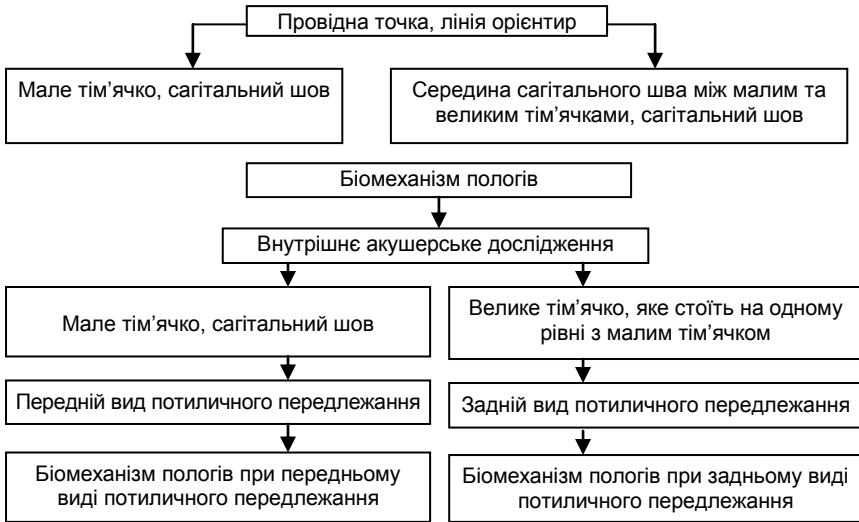 Провідна точка, лінія орієнтир
Мале тім’ячко, сагітальний шов
Середина сагітального шва між малим та
великим тім’ячками, сагітальний шов
Біомеханізм пологів
Внутрішнє акушерське дослідження
Мале тім’ячко, сагітальний шов
Велике тім’ячко, яке стоїть на одному
рівні з малим тім’ячком
Передній вид потиличного передлежання
Задній вид потиличного передлежання
Біомеханізм пологів при передньому
виді потиличного передлежання
Біомеханізм пологів при задньому виді
потиличного передлежання